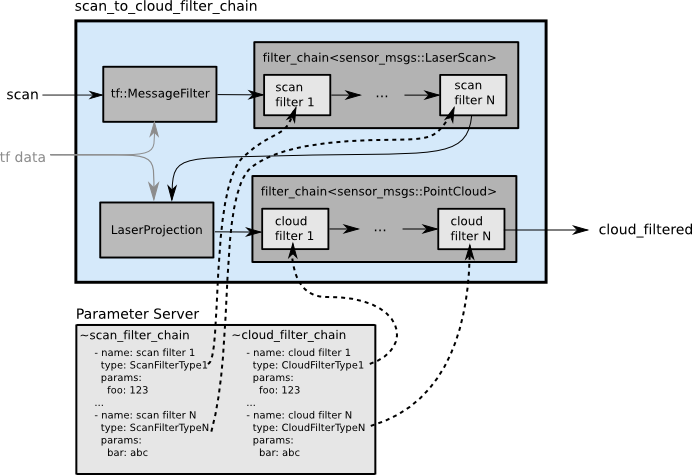 scan_to_cloud_filter_chain
filter_chain<sensor_msgs::LaserScan>
scan
tf::MessageFilter
scan
filter 1
...
scan
filter N
tf data
filter_chain<sensor_msgs::PointCloud>
LaserProjection
cloud
filter 1
...
cloud
filter N
cloud_filtered
Parameter Server
~scan_filter_chain
- name: scan filter 1
type: ScanFilterType1
params:
foo: 123
...
- name: scan filter N
type: ScanFilterTypeN
params:
bar: abc
~cloud_filter_chain
- name: cloud filter 1
type: CloudFilterType1
params:
foo: 123
...
- name: cloud filter N
type: CloudFilterTypeN
params:
bar: abc